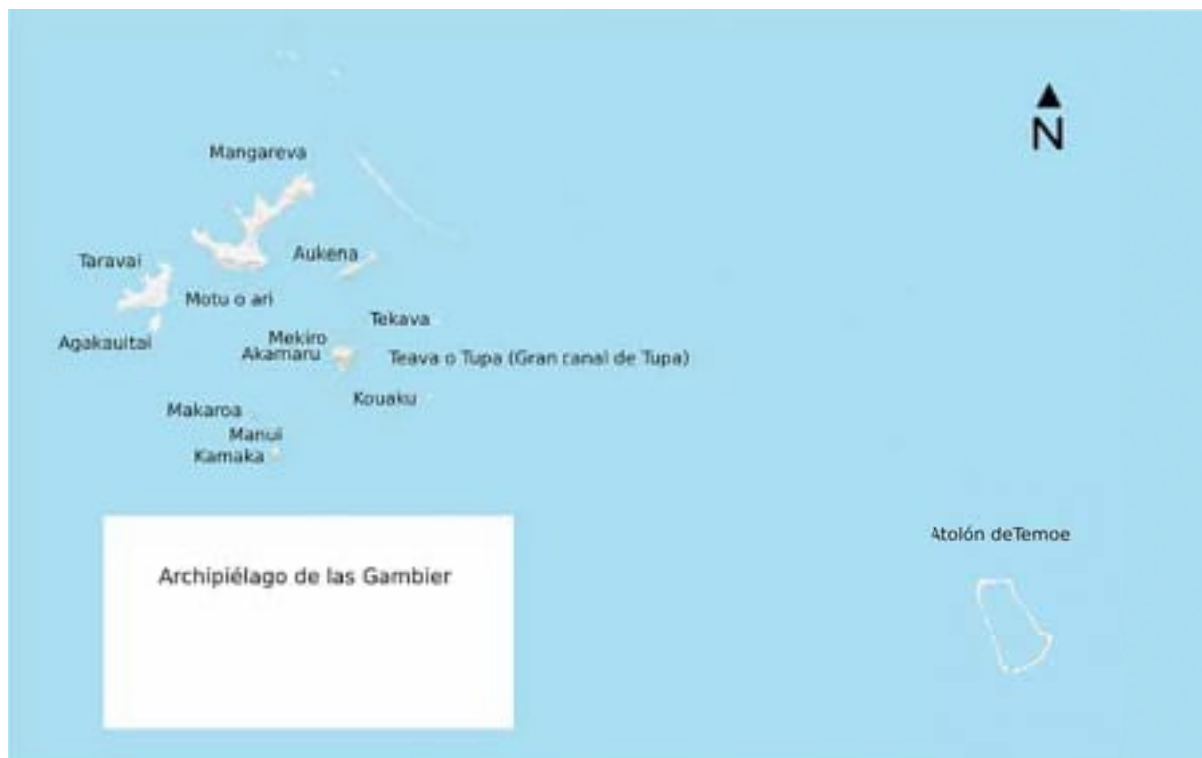 N
Mangareva
Aukena
Taravai
Motu o ari
Tekava
Agakauitai
Mekiro
Akamaru
Teava o Tupa (Gran canal de Tupa)
Kouaku
Makaroa
Manui
Kamaka
Atolón deTemoe
Archipiélago de las Gambier